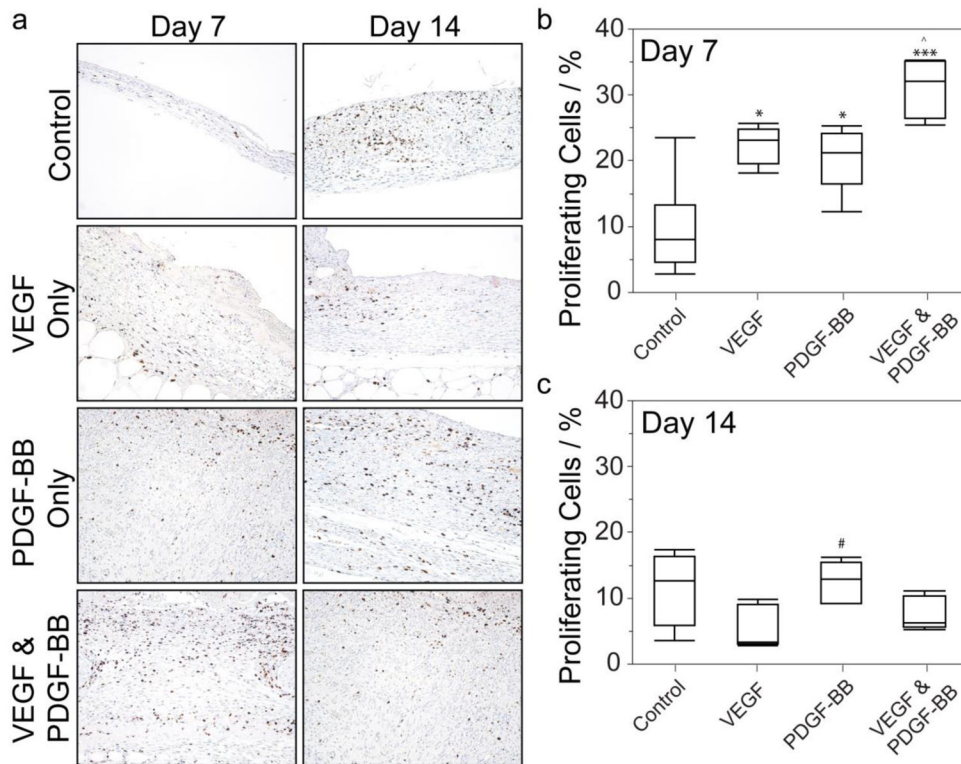 a
Day 7
Day 14
Control
VEGF
Only
PDGF-BB
Only
VEGF &
PDGF-BB
b
Day 7
Proliferating Cells / %
40
30
20
10
0
*
*
^
***
Control
VEGF
PDGF-BB
VEGF &
PDGF-BB
c
Day 14
Proliferating Cells / %
40
30
20
10
0
#
Control
VEGF
PDGF-BB
VEGF &
PDGF-BB